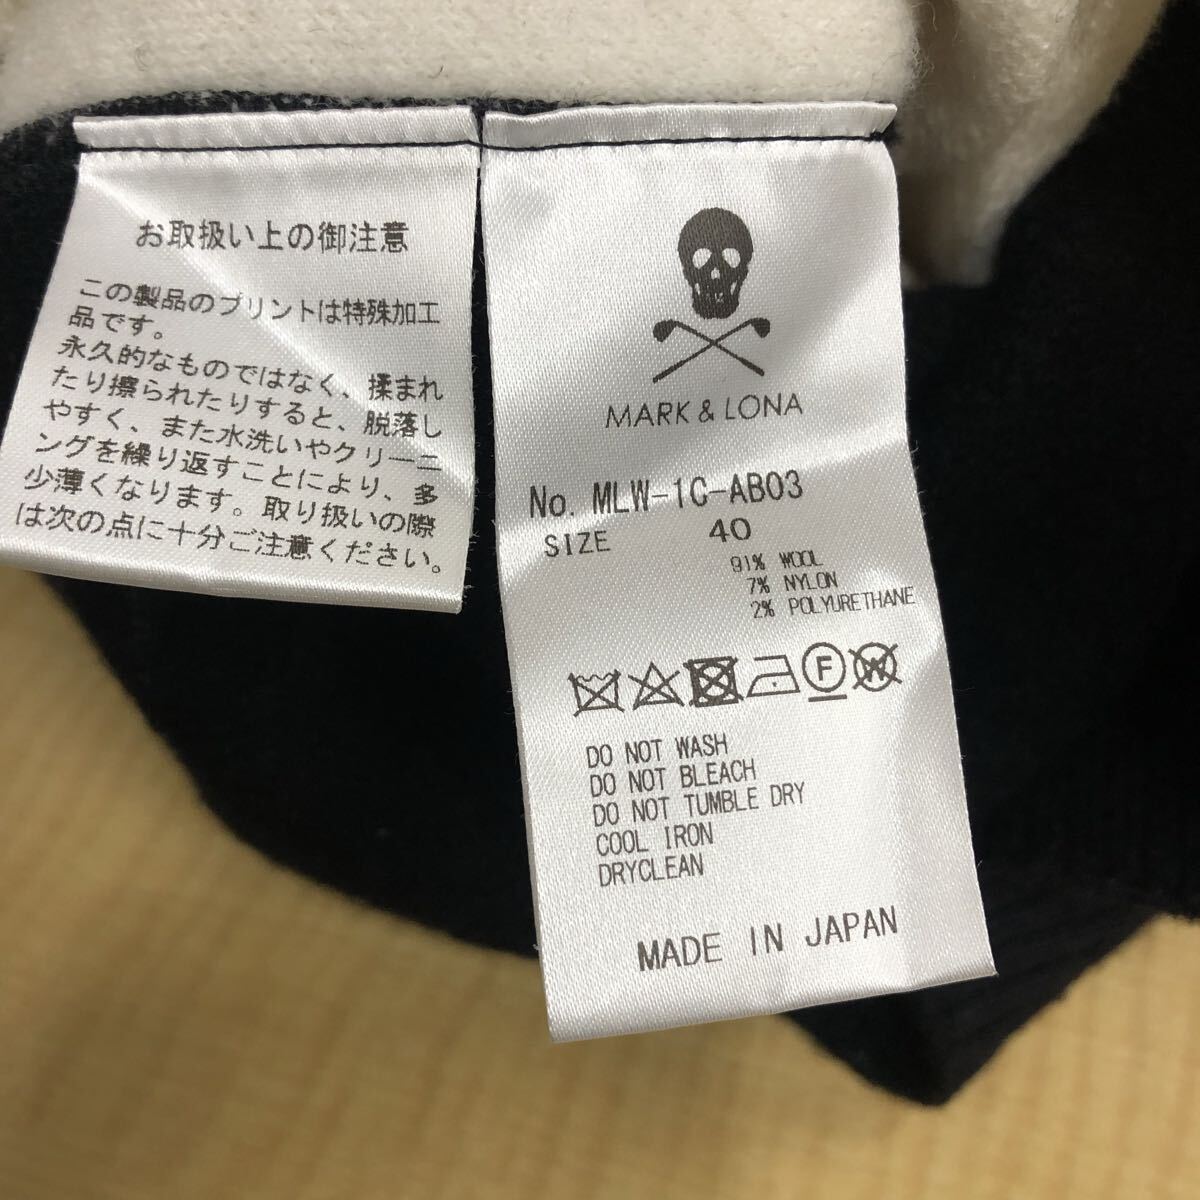 お取扱い上の御注意
この製品のプリントは特殊加工
品です。
永久的なものではなく、揉まれ
たり擦られたりすると、脱落し
やすく、また水洗いやクリーニ
ングを繰り返すことにより、多
少薄くなります。取り扱いの際
は次の点に十分ご注意ください。
MARK & LONA
No. MLW-1C-AB03
SIZE 40
91% WOOL
7% NYLON
2% POLYURETHANE
F W
DO NOT WASH
DO NOT BLEACH
DO NOT TUMBLE DRY
COOL IRON
DRYCLEAN
MADE IN JAPAN